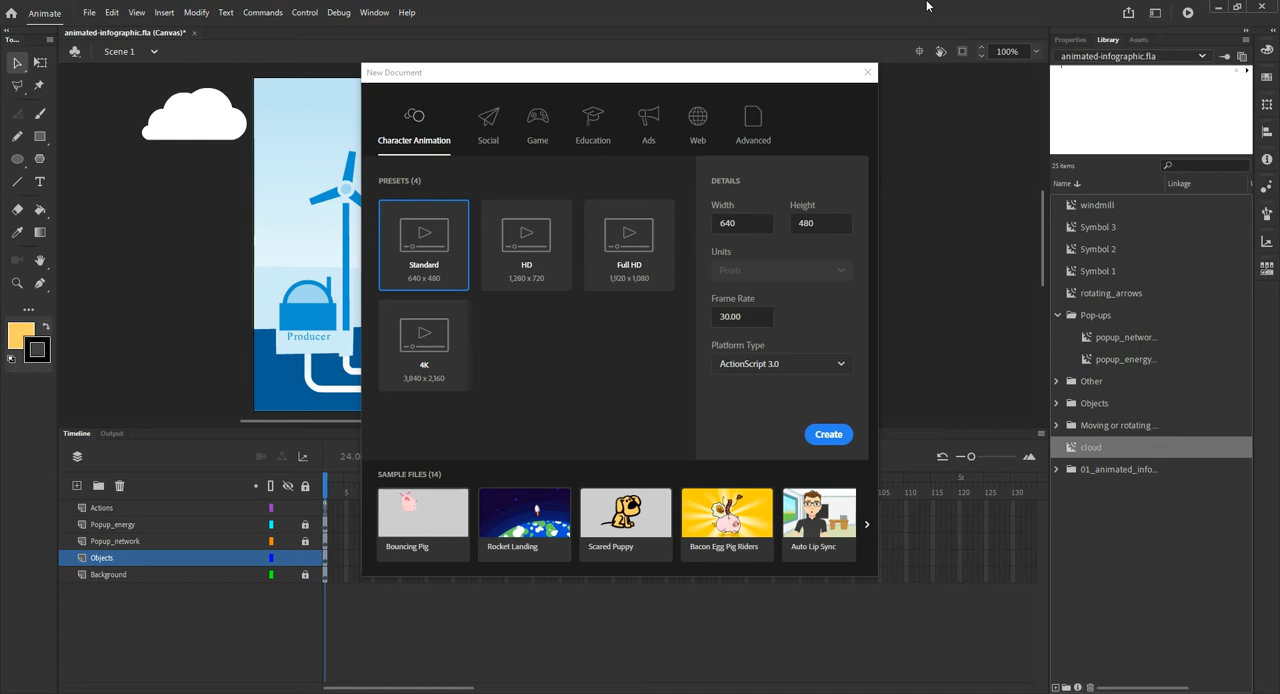 Animate File Edit View Insert Modify Text Commands Control Debug Window Help
animated-infographic.fla (Canvas)* ×
To...
Scene 1
100%
Properties Library Assets
animated-infographic.fla
New Document
Character Animation Social Game Education Ads Web Advanced
PRESETS (4)
Standard
640 x 480
HD
1,280 x 720
Full HD
1,920 x 1,080
4K
3,840 x 2,160
DETAILS
Width Height
640 480
Units
Pixels
Frame Rate
30.00
Platform Type
ActionScript 3.0
Create
SAMPLE FILES (14)
Bouncing Pig Rocket Landing Scared Puppy Bacon Egg Pig Riders Auto Lip Sync
Producer
25 items
Name Linkage
windmill
Symbol 3
Symbol 2
Symbol 1
rotating_arrows
Pop-ups
popup_networ...
popup_energy...
Other
Objects
Moving or rotating ...
cloud
01_animated_info...
Timeline Output
24.0
5 5s
105 110 115 120 125 130
Actions
Popup_energy
Popup_network
Objects
Background